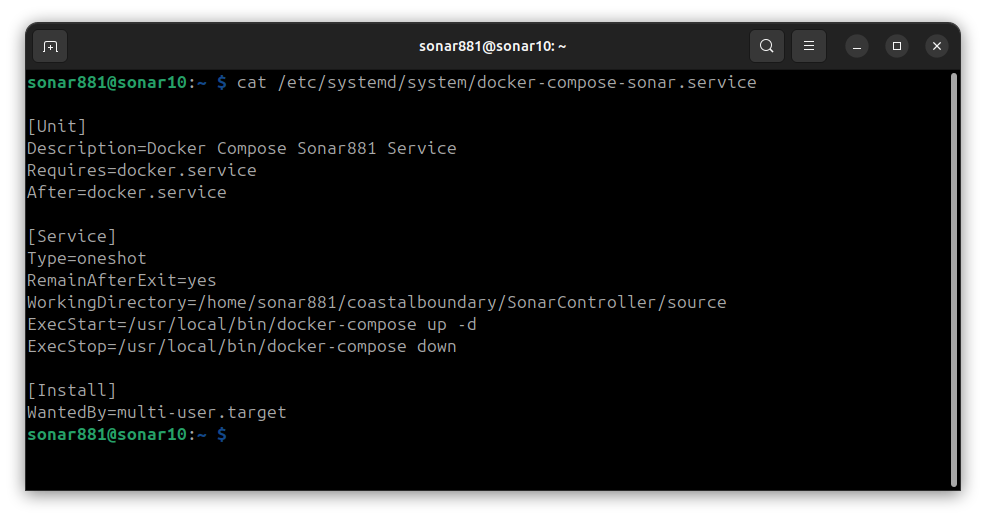 sonar881@sonar10: ~
sonar881@sonar10:~ $ cat /etc/systemd/system/docker-compose-sonar.service
[Unit]
Description=Docker Compose Sonar881 Service
Requires=docker.service
After=docker.service
[Service]
Type=oneshot
RemainAfterExit=yes
WorkingDirectory=/home/sonar881/coastalboundary/SonarController/source
ExecStart=/usr/local/bin/docker-compose up -d
ExecStop=/usr/local/bin/docker-compose down
[Install]
WantedBy=multi-user.target
sonar881@sonar10:~ $